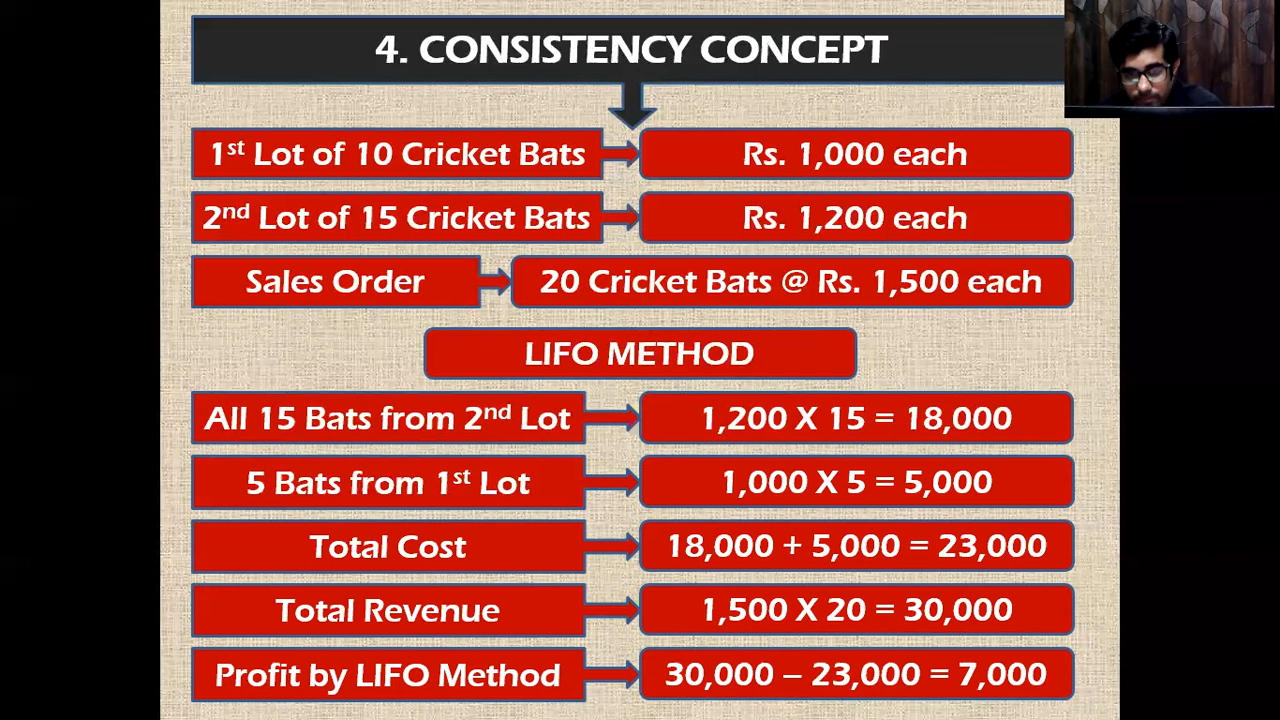 4. CONSISTENCY CONCEPT
1st Lot of 10 Cricket Bats
Rs. 1,000 each
2nd Lot of 15 Cricket Bats
Rs. 1,200 each
Sales Order
20 Cricket Bats @ Rs. 1,500 each
LIFO METHOD
All 15 Bats from 2nd Lot
1,200 X 15 = 18,000
5 Bats from 1st Lot
1,000 X 5 = 5,000
Total Cost
18,000 + 5,000 = 23,000
Total Revenue
1,500 X 20 = 30,000
Profit by LIFO Method
30,000 – 23,000 = 7,000